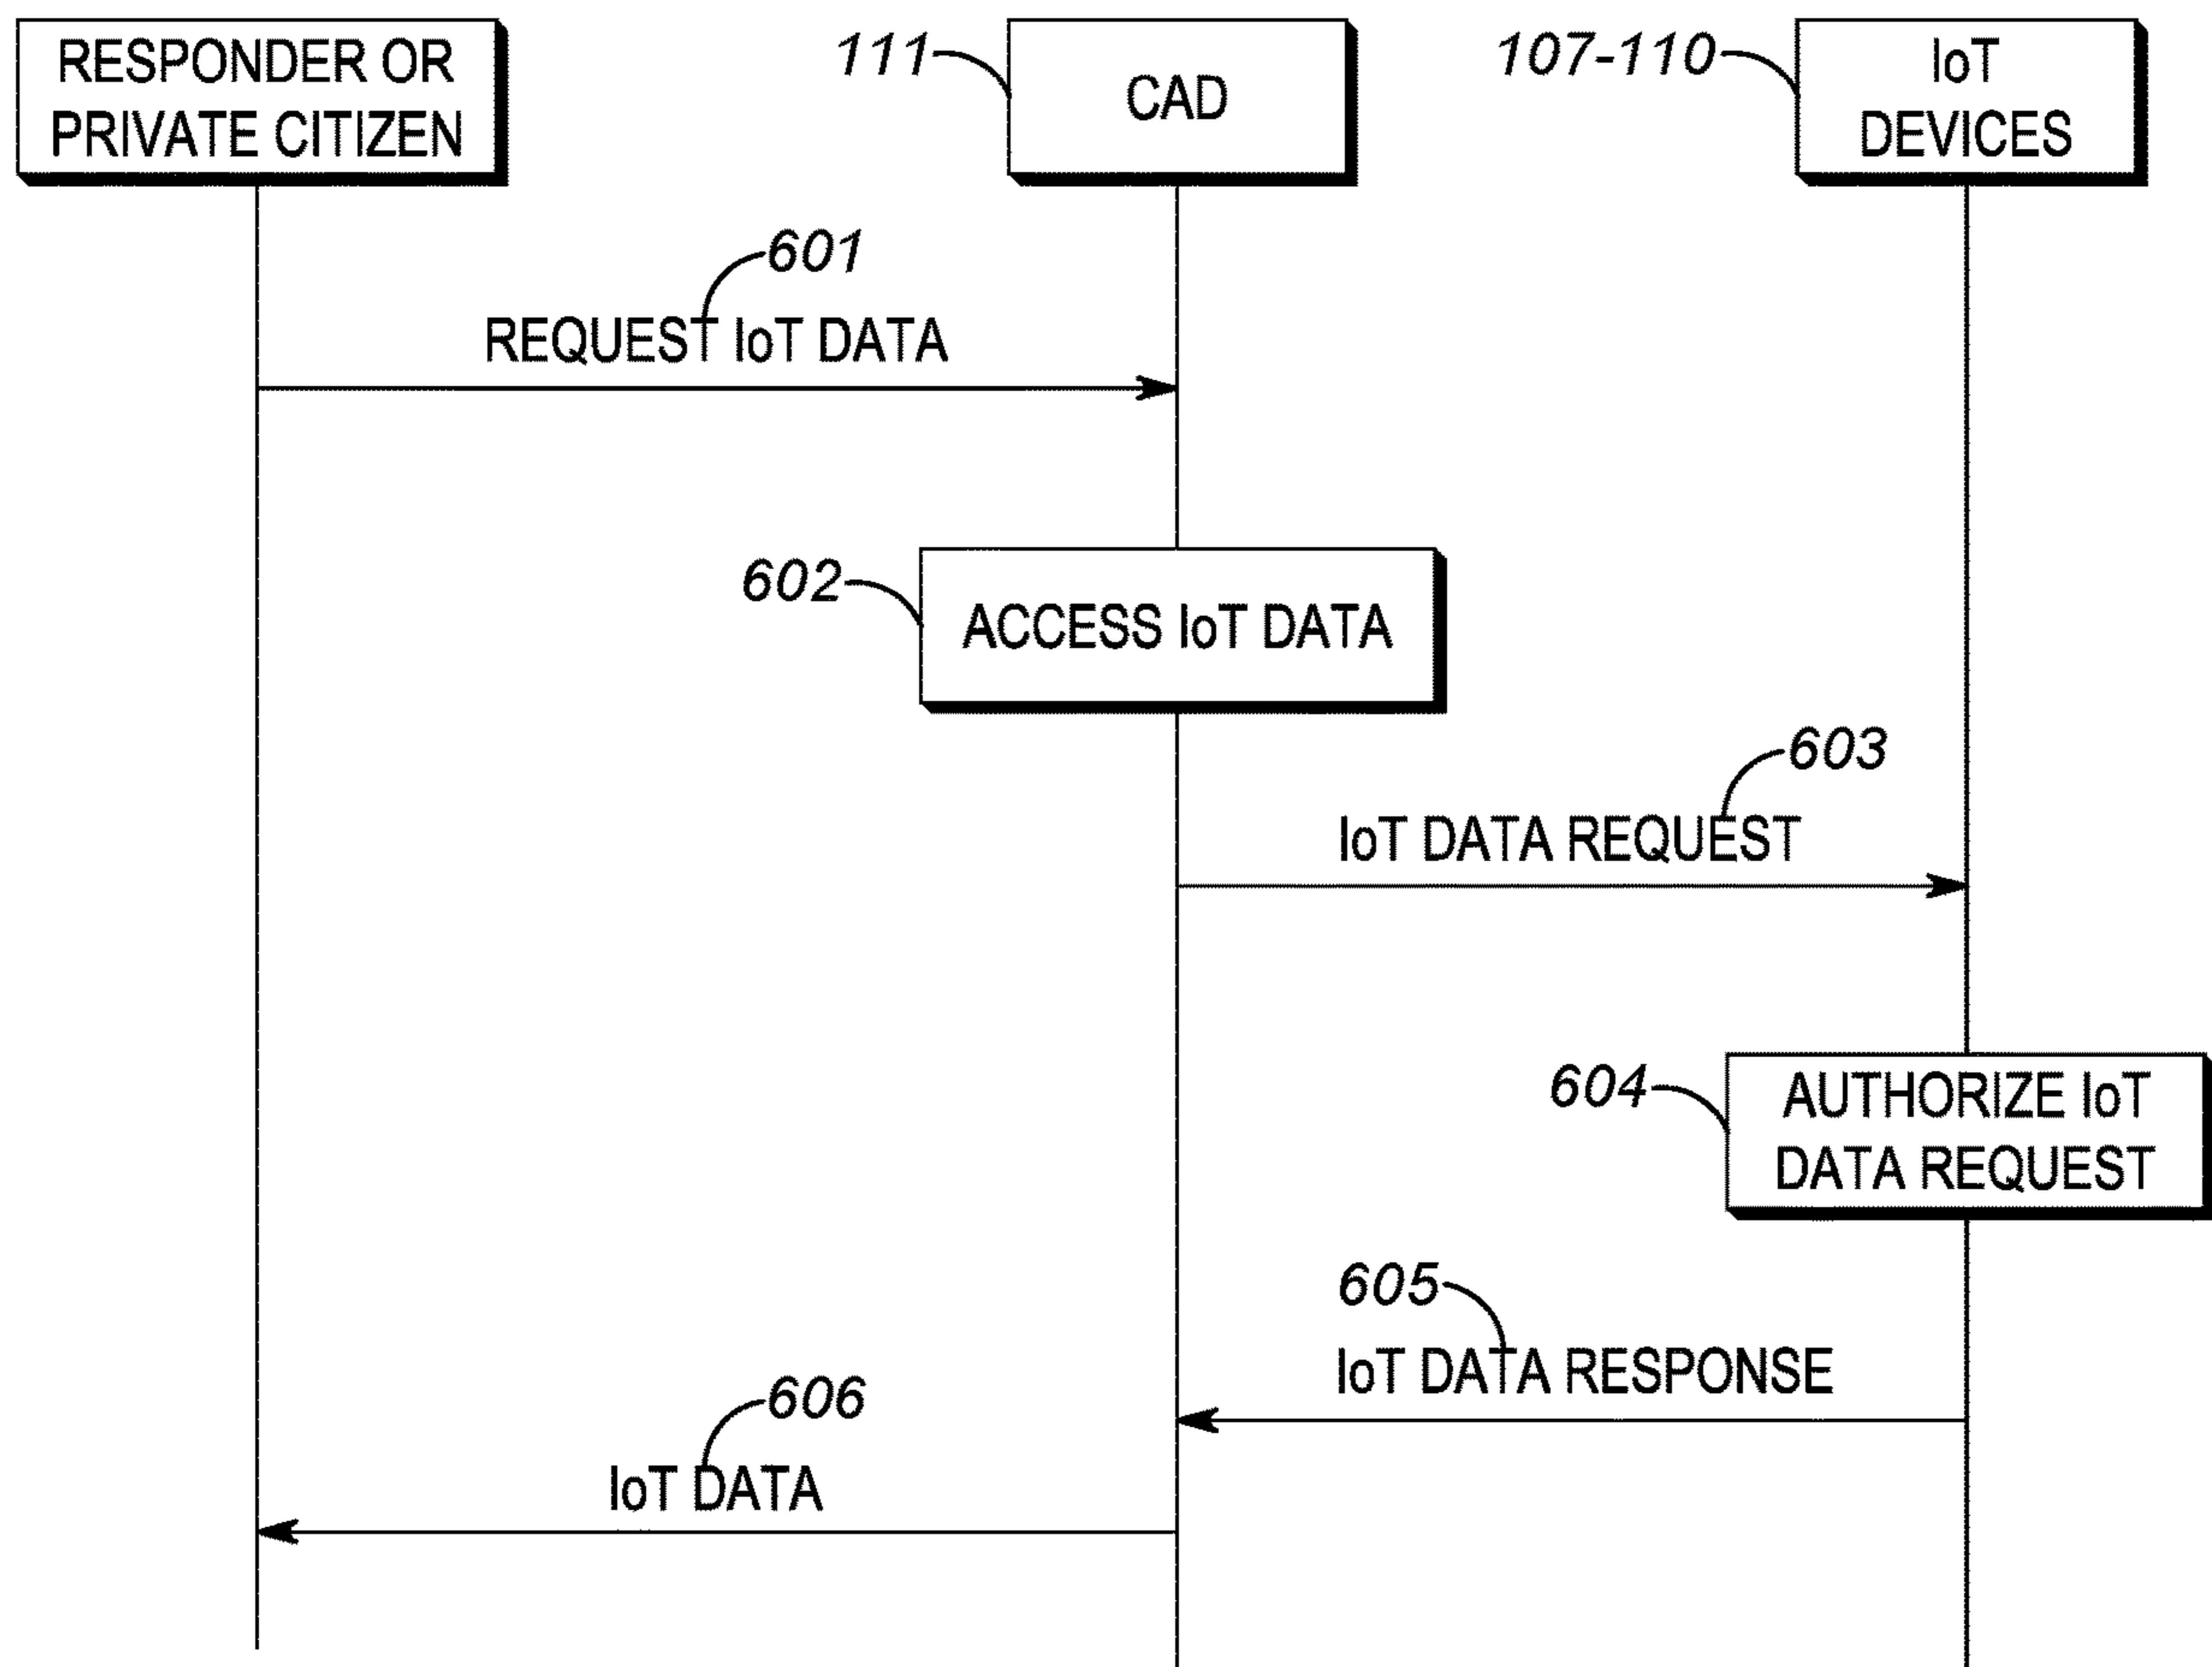 RESPONDER OR
PRIVATE CITIZEN
111
CAD
107-110
IoT
DEVICES
601
REQUEST IoT DATA
602
ACCESS IoT DATA
603
IoT DATA REQUEST
604
AUTHORIZE IoT
DATA REQUEST
605
IoT DATA RESPONSE
606
IoT DATA